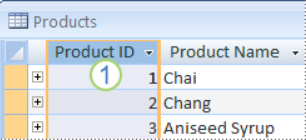 Products
Product ID Product Name
1 1 Chai
2 Chang
3 Aniseed Syrup